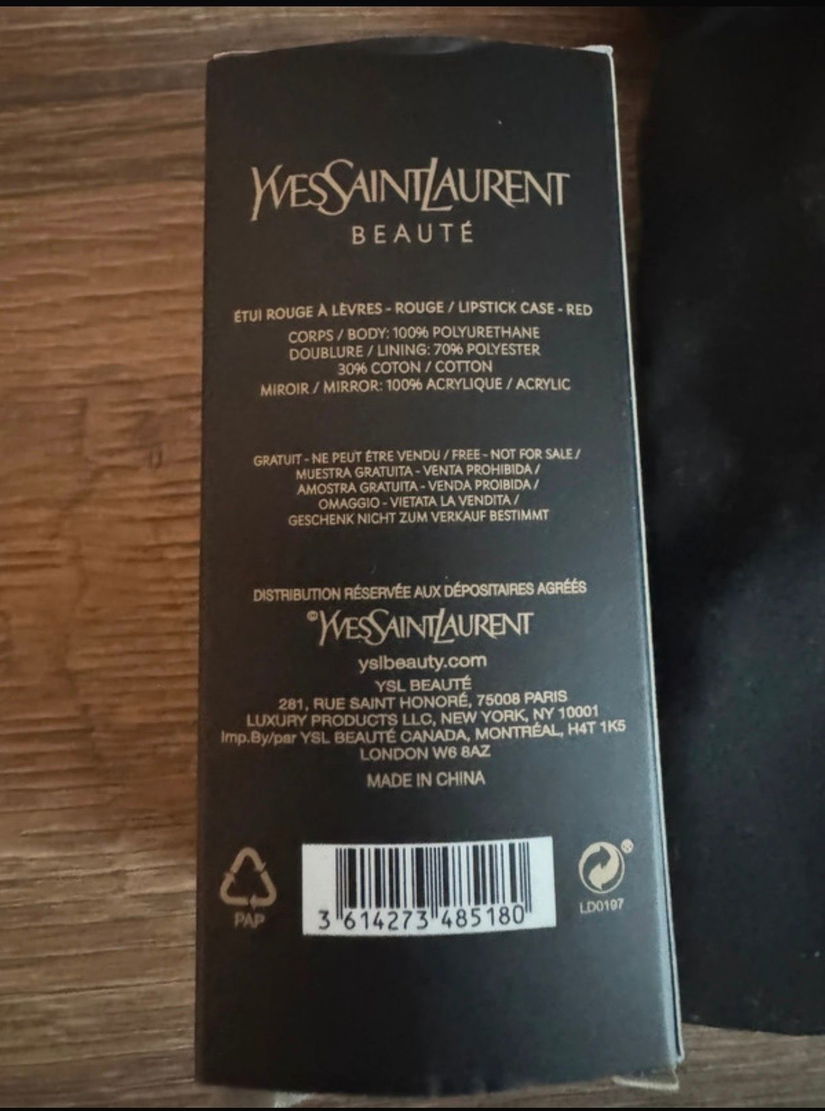 YVESSAINTLAURENT
BEAUTÉ
ÉTUI ROUGE À LÈVRES - ROUGE / LIPSTICK CASE - RED
CORPS / BODY: 100% POLYURETHANE
DOUBLURE / LINING: 70% POLYESTER
30% COTON / COTTON
MIROIR / MIRROR: 100% ACRYLIQUE / ACRYLIC
GRATUIT - NE PEUT ÊTRE VENDU / FREE - NOT FOR SALE /
MUESTRA GRATUITA - VENTA PROHIBIDA /
AMOSTRA GRATUITA - VENDA PROIBIDA /
OMAGGIO - VIETATA LA VENDITA /
GESCHENK NICHT ZUM VERKAUF BESTIMMT
DISTRIBUTION RÉSERVÉE AUX DÉPOSITAIRES AGRÉÉS
©YVESSAINTLAURENT
yslbeauty.com
YSL BEAUTÉ
281, RUE SAINT HONORÉ, 75008 PARIS
LUXURY PRODUCTS LLC, NEW YORK, NY 10001
Imp.By/par YSL BEAUTÉ CANADA, MONTRÉAL, H4T 1K5
LONDON W6 8AZ
MADE IN CHINA
PAP
3 614273 485180
®
LD0197